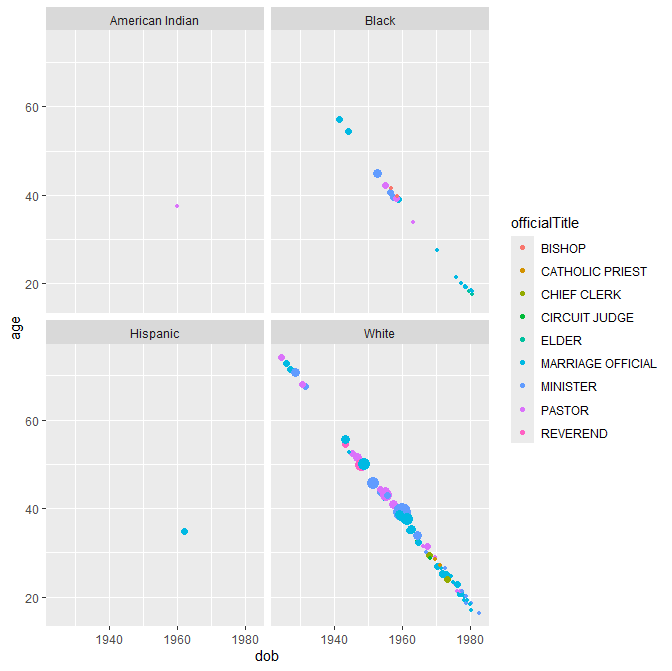 American Indian
Black
60
40
20
Hispanic
White
60
40
20
1940
1960
1980
1940
1960
1980
age
dob
officialTitle
BISHOP
CATHOLIC PRIEST
CHIEF CLERK
CIRCUIT JUDGE
ELDER
MARRIAGE OFFICIAL
MINISTER
PASTOR
REVEREND